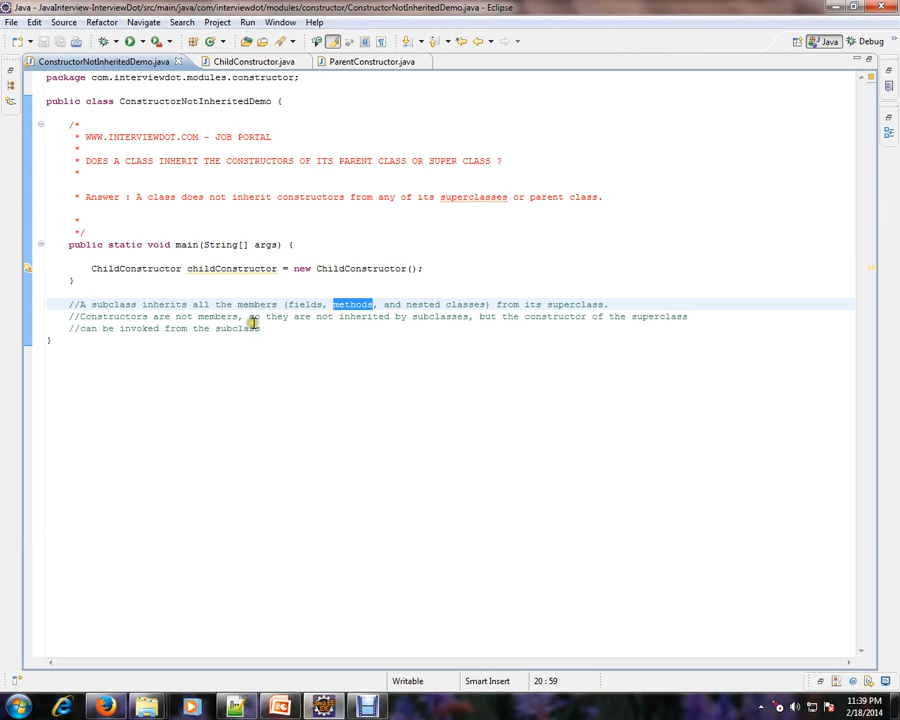 Java - JavaInterview-InterviewDot/src/main/java/com/interviewdot/modules/constructor/ConstructorNotInheritedDemo.java - Eclipse
File Edit Source Refactor Navigate Search Project Run Window Help
Java Debug
ConstructorNotInheritedDemo.java ChildConstructor.java ParentConstructor.java
package com.interviewdot.modules.constructor;
public class ConstructorNotInheritedDemo {
/*
* WWW.INTERVIEWDOT.COM - JOB PORTAL
*
* DOES A CLASS INHERIT THE CONSTRUCTORS OF ITS PARENT CLASS OR SUPER CLASS ?
*
* Answer : A class does not inherit constructors from any of its superclasses or parent class.
*
*/
public static void main(String[] args) {
ChildConstructor childConstructor = new ChildConstructor();
}
//A subclass inherits all the members (fields, methods, and nested classes) from its superclass.
//Constructors are not members, so they are not inherited by subclasses, but the constructor of the superclass
//can be invoked from the subclass
}
Writable Smart Insert 20 : 59
11:39 PM
2/18/2014